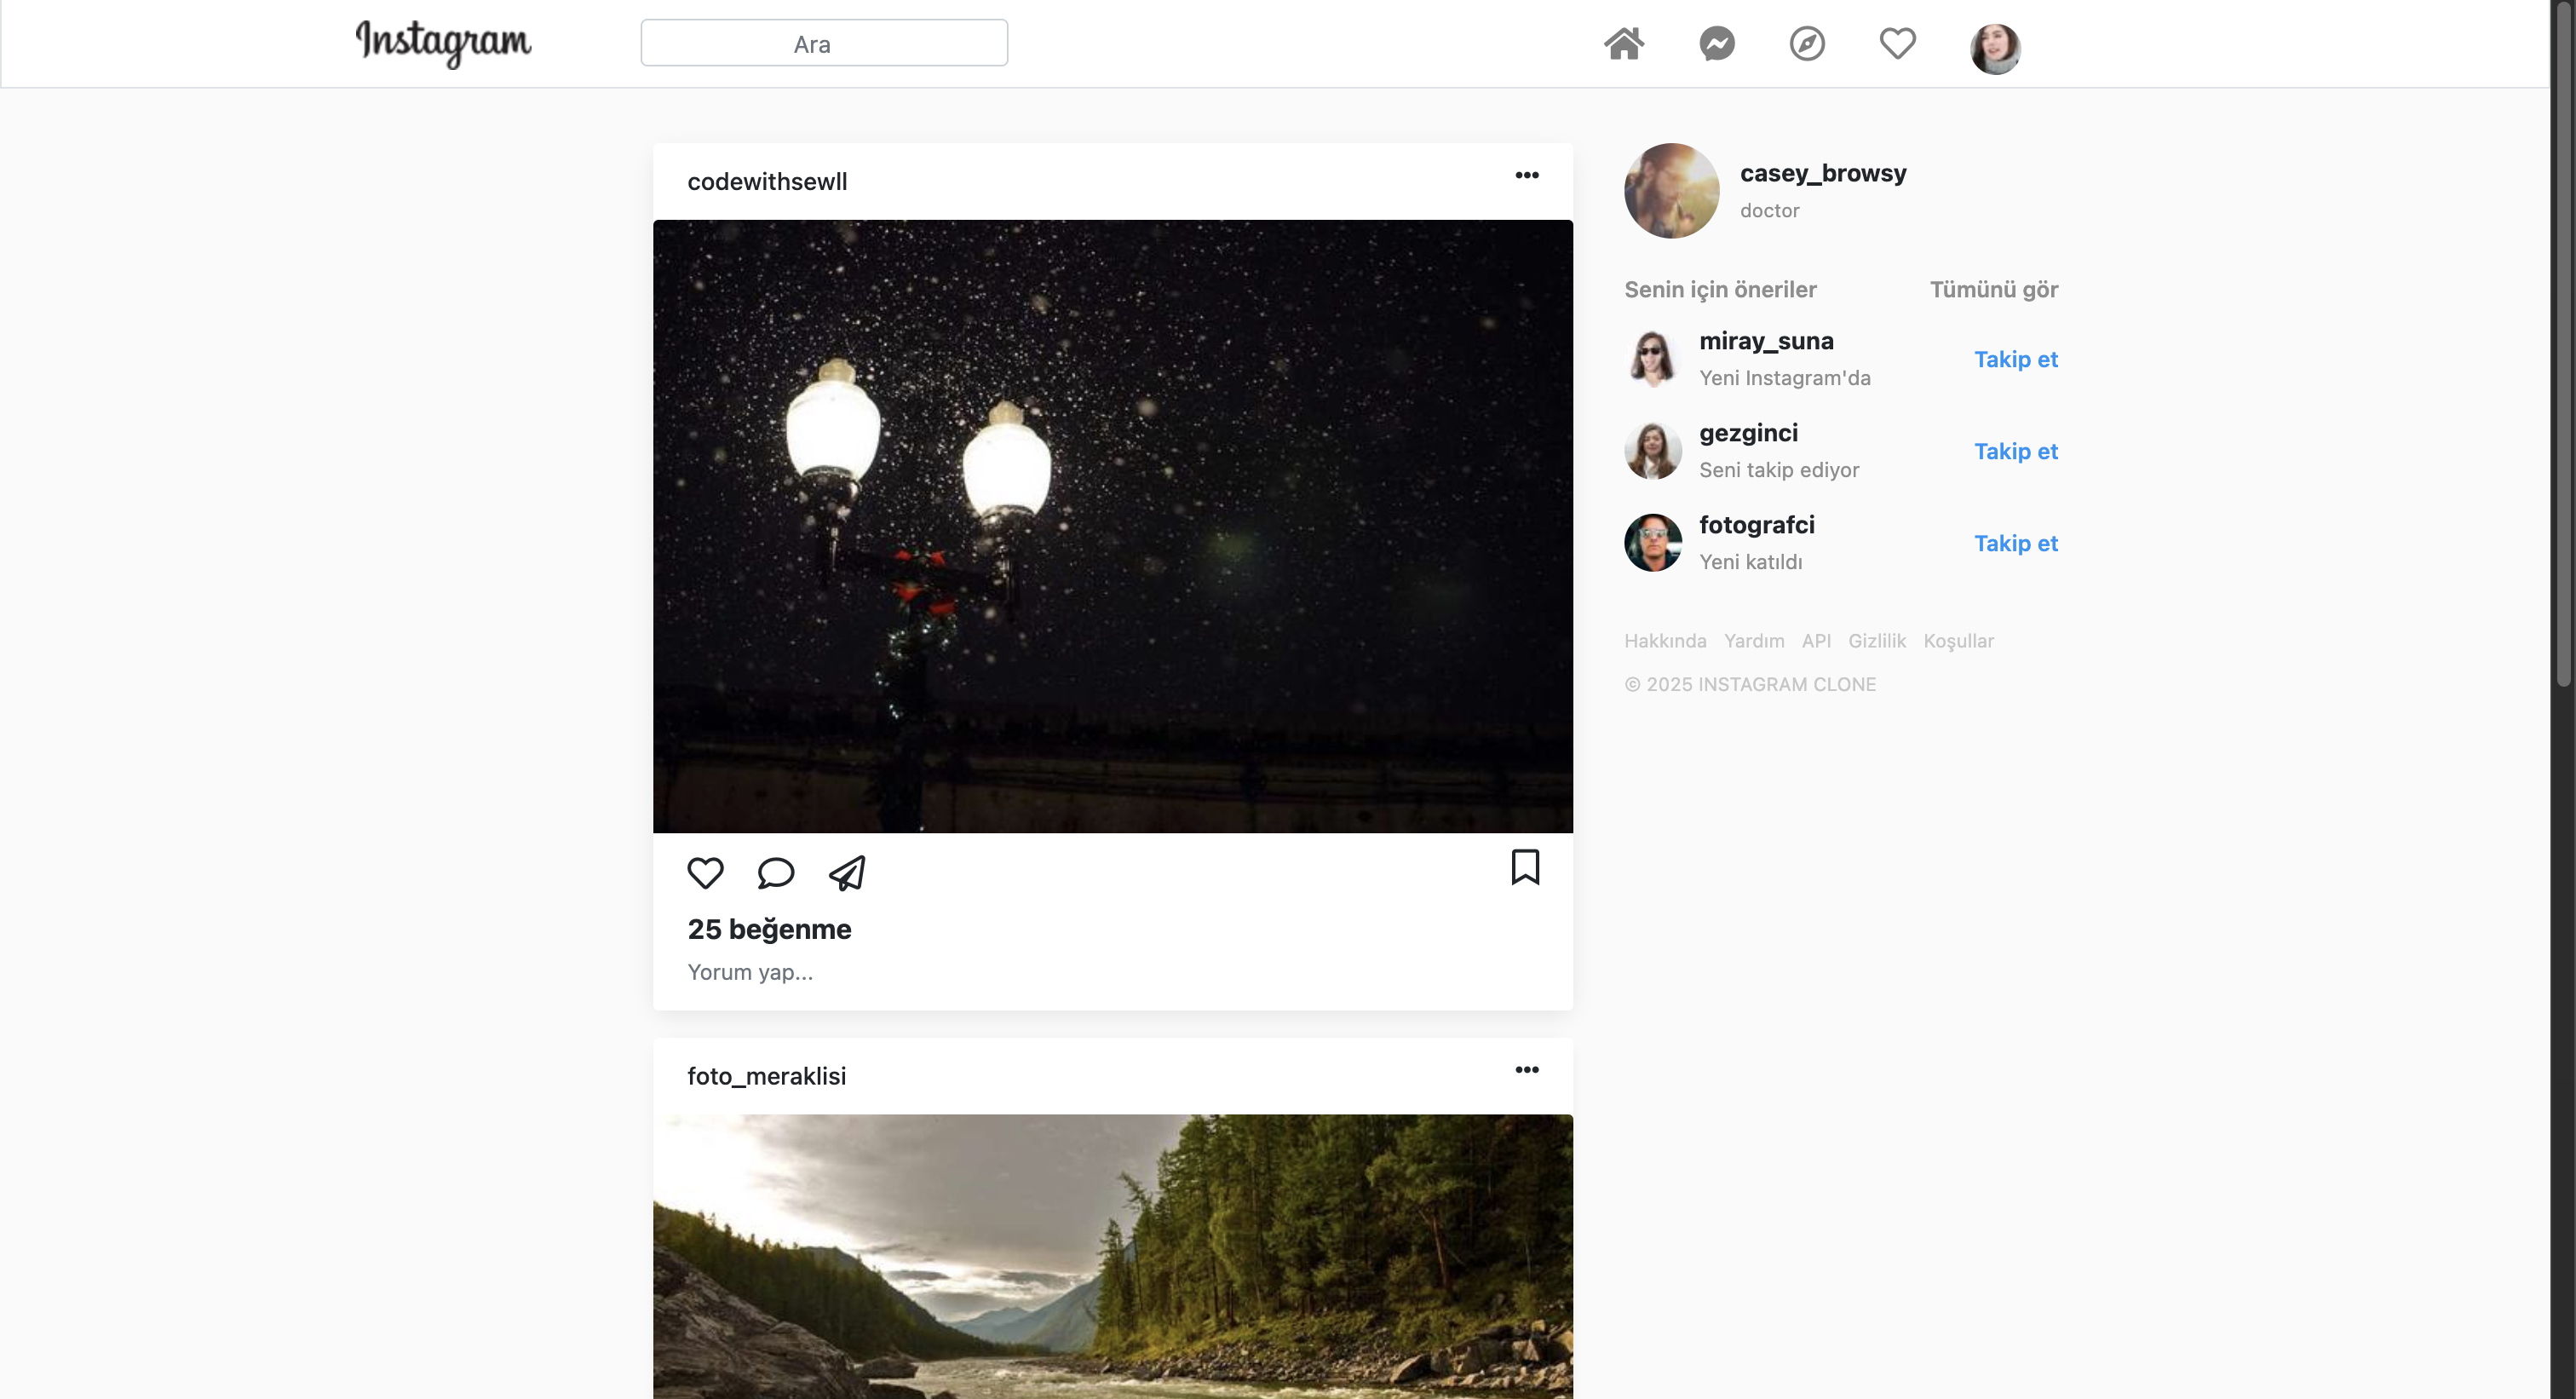 Instagram
Ara
codewithsewll
25 beğenme
Yorum yap...
foto_meraklisi
casey_browsy
doctor
Senin için öneriler Tümünü gör
miray_suna
Yeni Instagram'da
Takip et
gezginci
Seni takip ediyor
Takip et
fotografci
Yeni katıldı
Takip et
Hakkında Yardım API Gizlilik Koşullar
© 2025 INSTAGRAM CLONE